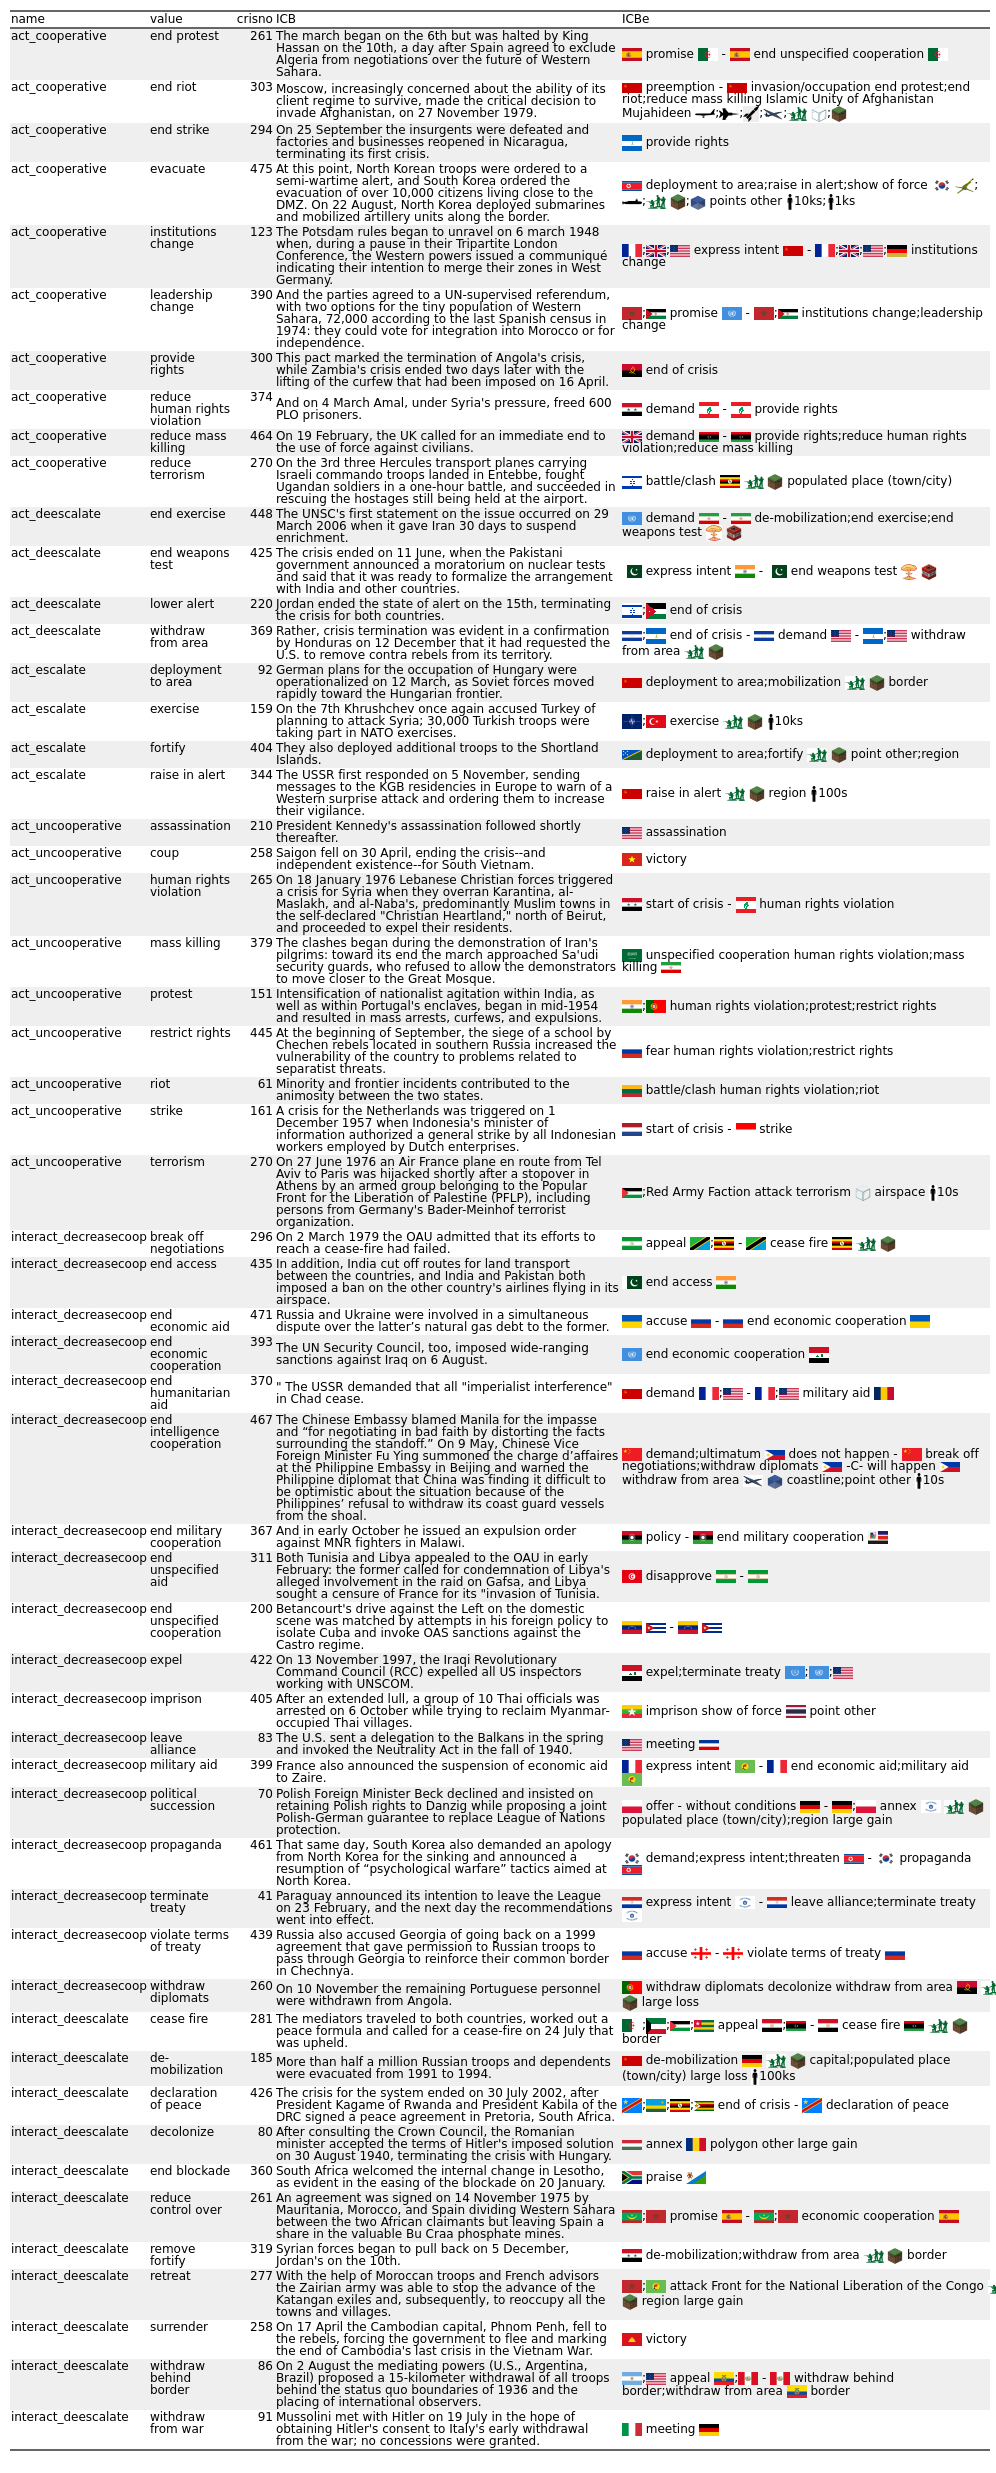 name value crisno ICB ICBe
act_cooperative end protest 261 The march began on the 6th but was halted by King
Hassan on the 10th, a day after Spain agreed to exclude
Algeria from negotiations over the future of Western
Sahara.
promise - end unspecified cooperation
act_cooperative end riot 303 Moscow, increasingly concerned about the ability of its
client regime to survive, made the critical decision to
invade Afghanistan, on 27 November 1979.
preemption - invasion/occupation end protest;end
riot;reduce mass killing Islamic Unity of Afghanistan
Mujahideen ; ; ; ; ; ;
act_cooperative end strike 294 On 25 September the insurgents were defeated and
factories and businesses reopened in Nicaragua,
terminating its first crisis.
provide rights
act_cooperative evacuate 475 At this point, North Korean troops were ordered to a
semi-wartime alert, and South Korea ordered the
evacuation of over 10,000 citizens living close to the
DMZ. On 22 August, North Korea deployed submarines
and mobilized artillery units along the border.
deployment to area;raise in alert;show of force ;
; ; points other 10ks; 1ks
act_cooperative institutions
change
123 The Potsdam rules began to unravel on 6 march 1948
when, during a pause in their Tripartite London
Conference, the Western powers issued a communiqué
indicating their intention to merge their zones in West
Germany.
; ; express intent - ; ; ; institutions
change
act_cooperative leadership
change
390 And the parties agreed to a UN-supervised referendum,
with two options for the tiny population of Western
Sahara, 72,000 according to the last Spanish census in
1974: they could vote for integration into Morocco or for
independence.
; promise - ; institutions change;leadership
change
act_cooperative provide
rights
300 This pact marked the termination of Angola's crisis,
while Zambia's crisis ended two days later with the
lifting of the curfew that had been imposed on 16 April.
end of crisis
act_cooperative reduce
human rights
violation
374 And on 4 March Amal, under Syria's pressure, freed 600
PLO prisoners.
demand - provide rights
act_cooperative reduce mass
killing
464 On 19 February, the UK called for an immediate end to
the use of force against civilians.
demand - provide rights;reduce human rights
violation;reduce mass killing
act_cooperative reduce
terrorism
270 On the 3rd three Hercules transport planes carrying
Israeli commando troops landed in Entebbe, fought
Ugandan soldiers in a one-hour battle, and succeeded in
rescuing the hostages still being held at the airport.
battle/clash populated place (town/city)
act_deescalate end exercise 448 The UNSC's first statement on the issue occurred on 29
March 2006 when it gave Iran 30 days to suspend
enrichment.
demand - de-mobilization;end exercise;end
weapons test
act_deescalate end weapons
test
425 The crisis ended on 11 June, when the Pakistani
government announced a moratorium on nuclear tests
and said that it was ready to formalize the arrangement
with India and other countries.
express intent - end weapons test
act_deescalate lower alert 220 Jordan ended the state of alert on the 15th, terminating
the crisis for both countries.
; end of crisis
act_deescalate withdraw
from area
369 Rather, crisis termination was evident in a confirmation
by Honduras on 12 December that it had requested the
U.S. to remove contra rebels from its territory.
; end of crisis - demand - ; withdraw
from area
act_escalate deployment
to area
92 German plans for the occupation of Hungary were
operationalized on 12 March, as Soviet forces moved
rapidly toward the Hungarian frontier.
deployment to area;mobilization border
act_escalate exercise 159 On the 7th Khrushchev once again accused Turkey of
planning to attack Syria; 30,000 Turkish troops were
taking part in NATO exercises.
; exercise 10ks
act_escalate fortify 404 They also deployed additional troops to the Shortland
Islands.
deployment to area;fortify point other;region
act_escalate raise in alert 344 The USSR first responded on 5 November, sending
messages to the KGB residencies in Europe to warn of a
Western surprise attack and ordering them to increase
their vigilance.
raise in alert region 100s
act_uncooperative assassination 210 President Kennedy's assassination followed shortly
thereafter.
assassination
act_uncooperative coup 258 Saigon fell on 30 April, ending the crisis--and
independent existence--for South Vietnam.
victory
act_uncooperative human rights
violation
265 On 18 January 1976 Lebanese Christian forces triggered
a crisis for Syria when they overran Karantina, al-
Maslakh, and al-Naba's, predominantly Muslim towns in
the self-declared "Christian Heartland," north of Beirut,
and proceeded to expel their residents.
start of crisis - human rights violation
act_uncooperative mass killing 379 The clashes began during the demonstration of Iran's
pilgrims: toward its end the march approached Sa'udi
security guards, who refused to allow the demonstrators
to move closer to the Great Mosque.
unspecified cooperation human rights violation;mass
killing
act_uncooperative protest 151 Intensification of nationalist agitation within India, as
well as within Portugal's enclaves, began in mid-1954
and resulted in mass arrests, curfews, and expulsions.
; human rights violation;protest;restrict rights
act_uncooperative restrict rights 445 At the beginning of September, the siege of a school by
Chechen rebels located in southern Russia increased the
vulnerability of the country to problems related to
separatist threats.
fear human rights violation;restrict rights
act_uncooperative riot 61 Minority and frontier incidents contributed to the
animosity between the two states.
battle/clash human rights violation;riot
act_uncooperative strike 161 A crisis for the Netherlands was triggered on 1
December 1957 when Indonesia's minister of
information authorized a general strike by all Indonesian
workers employed by Dutch enterprises.
start of crisis - strike
act_uncooperative terrorism 270 On 27 June 1976 an Air France plane en route from Tel
Aviv to Paris was hijacked shortly after a stopover in
Athens by an armed group belonging to the Popular
Front for the Liberation of Palestine (PFLP), including
persons from Germany's Bader-Meinhof terrorist
organization.
;Red Army Faction attack terrorism airspace 10s
interact_decreasecoop break off
negotiations
296 On 2 March 1979 the OAU admitted that its efforts to
reach a cease-fire had failed.
appeal ; - cease fire
interact_decreasecoop end access 435 In addition, India cut off routes for land transport
between the countries, and India and Pakistan both
imposed a ban on the other country's airlines flying in its
airspace.
end access
interact_decreasecoop end
economic aid
471 Russia and Ukraine were involved in a simultaneous
dispute over the latter’s natural gas debt to the former.
accuse - end economic cooperation
interact_decreasecoop end
economic
cooperation
393 The UN Security Council, too, imposed wide-ranging
sanctions against Iraq on 6 August.
end economic cooperation
interact_decreasecoop end
humanitarian
aid
370 " The USSR demanded that all "imperialist interference"
in Chad cease.
demand ; - ; military aid
interact_decreasecoop end
intelligence
cooperation
467 The Chinese Embassy blamed Manila for the impasse
and “for negotiating in bad faith by distorting the facts
surrounding the standoff.” On 9 May, Chinese Vice
Foreign Minister Fu Ying summoned the charge d’affaires
at the Philippine Embassy in Beijing and warned the
Philippine diplomat that China was finding it difficult to
be optimistic about the situation because of the
Philippines’ refusal to withdraw its coast guard vessels
from the shoal.
demand;ultimatum does not happen - break off
negotiations;withdraw diplomats -C- will happen
withdraw from area coastline;point other 10s
interact_decreasecoop end military
cooperation
367 And in early October he issued an expulsion order
against MNR fighters in Malawi.
policy - end military cooperation
interact_decreasecoop end
unspecified
aid
311 Both Tunisia and Libya appealed to the OAU in early
February: the former called for condemnation of Libya's
alleged involvement in the raid on Gafsa, and Libya
sought a censure of France for its "invasion of Tunisia.
disapprove -
interact_decreasecoop end
unspecified
cooperation
200 Betancourt's drive against the Left on the domestic
scene was matched by attempts in his foreign policy to
isolate Cuba and invoke OAS sanctions against the
Castro regime.
-
interact_decreasecoop expel 422 On 13 November 1997, the Iraqi Revolutionary
Command Council (RCC) expelled all US inspectors
working with UNSCOM.
expel;terminate treaty ; ;
interact_decreasecoop imprison 405 After an extended lull, a group of 10 Thai officials was
arrested on 6 October while trying to reclaim Myanmar-
occupied Thai villages.
imprison show of force point other
interact_decreasecoop leave
alliance
83 The U.S. sent a delegation to the Balkans in the spring
and invoked the Neutrality Act in the fall of 1940.
meeting
interact_decreasecoop military aid 399 France also announced the suspension of economic aid
to Zaire.
express intent - end economic aid;military aid
interact_decreasecoop political
succession
70 Polish Foreign Minister Beck declined and insisted on
retaining Polish rights to Danzig while proposing a joint
Polish-German guarantee to replace League of Nations
protection.
offer - without conditions - ; annex
populated place (town/city);region large gain
interact_decreasecoop propaganda 461 That same day, South Korea also demanded an apology
from North Korea for the sinking and announced a
resumption of “psychological warfare” tactics aimed at
North Korea.
demand;express intent;threaten - propaganda
interact_decreasecoop terminate
treaty
41 Paraguay announced its intention to leave the League
on 23 February, and the next day the recommendations
went into effect.
express intent - leave alliance;terminate treaty
interact_decreasecoop violate terms
of treaty
439 Russia also accused Georgia of going back on a 1999
agreement that gave permission to Russian troops to
pass through Georgia to reinforce their common border
in Chechnya.
accuse - violate terms of treaty
interact_decreasecoop withdraw
diplomats
260 On 10 November the remaining Portuguese personnel
were withdrawn from Angola.
withdraw diplomats decolonize withdraw from area
large loss
interact_deescalate cease fire 281 The mediators traveled to both countries, worked out a
peace formula and called for a cease-fire on 24 July that
was upheld.
; ; ; appeal ; - cease fire
border
interact_deescalate de-
mobilization
185 More than half a million Russian troops and dependents
were evacuated from 1991 to 1994.
de-mobilization capital;populated place
(town/city) large loss 100ks
interact_deescalate declaration
of peace
426 The crisis for the system ended on 30 July 2002, after
President Kagame of Rwanda and President Kabila of the
DRC signed a peace agreement in Pretoria, South Africa.
; ; ; end of crisis - declaration of peace
interact_deescalate decolonize 80 After consulting the Crown Council, the Romanian
minister accepted the terms of Hitler's imposed solution
on 30 August 1940, terminating the crisis with Hungary.
annex polygon other large gain
interact_deescalate end blockade 360 South Africa welcomed the internal change in Lesotho,
as evident in the easing of the blockade on 20 January.
praise
interact_deescalate reduce
control over
261 An agreement was signed on 14 November 1975 by
Mauritania, Morocco, and Spain dividing Western Sahara
between the two African claimants but leaving Spain a
share in the valuable Bu Craa phosphate mines.
; promise - ; economic cooperation
interact_deescalate remove
fortify
319 Syrian forces began to pull back on 5 December,
Jordan's on the 10th.
de-mobilization;withdraw from area border
interact_deescalate retreat 277 With the help of Moroccan troops and French advisors
the Zairian army was able to stop the advance of the
Katangan exiles and, subsequently, to reoccupy all the
towns and villages.
; attack Front for the National Liberation of the Congo
region large gain
interact_deescalate surrender 258 On 17 April the Cambodian capital, Phnom Penh, fell to
the rebels, forcing the government to flee and marking
the end of Cambodia's last crisis in the Vietnam War.
victory
interact_deescalate withdraw
behind
border
86 On 2 August the mediating powers (U.S., Argentina,
Brazil) proposed a 15-kilometer withdrawal of all troops
behind the status quo boundaries of 1936 and the
placing of international observers.
; appeal ; - withdraw behind
border;withdraw from area border
interact_deescalate withdraw
from war
91 Mussolini met with Hitler on 19 July in the hope of
obtaining Hitler's consent to Italy's early withdrawal
from the war; no concessions were granted.
meeting